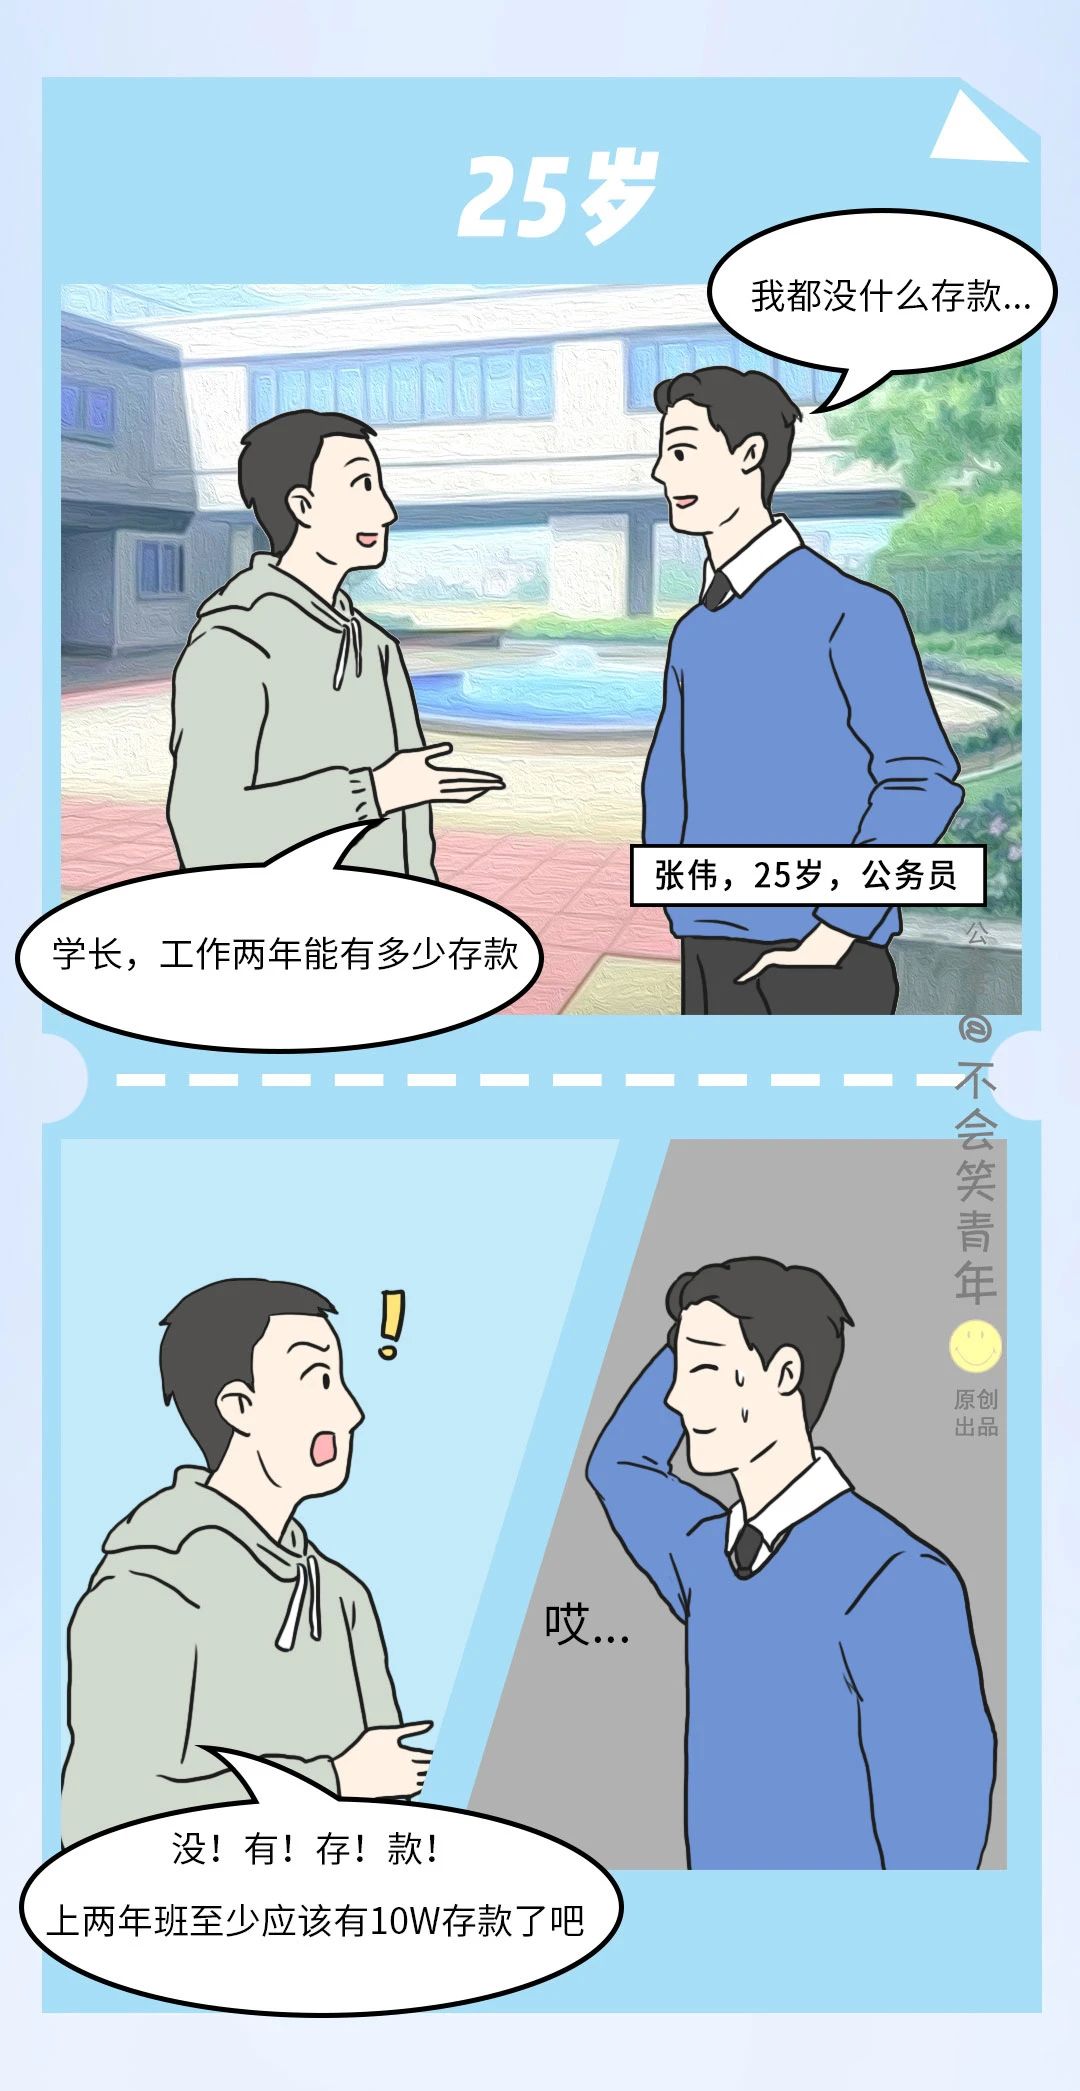 25岁
我都没什么存款...
学长，工作两年能有多少存款
张伟，25岁，公务员
公
@不会笑青年
原创
出品
哎...
没！有！存！款！
上两年班至少应该有10W存款了吧